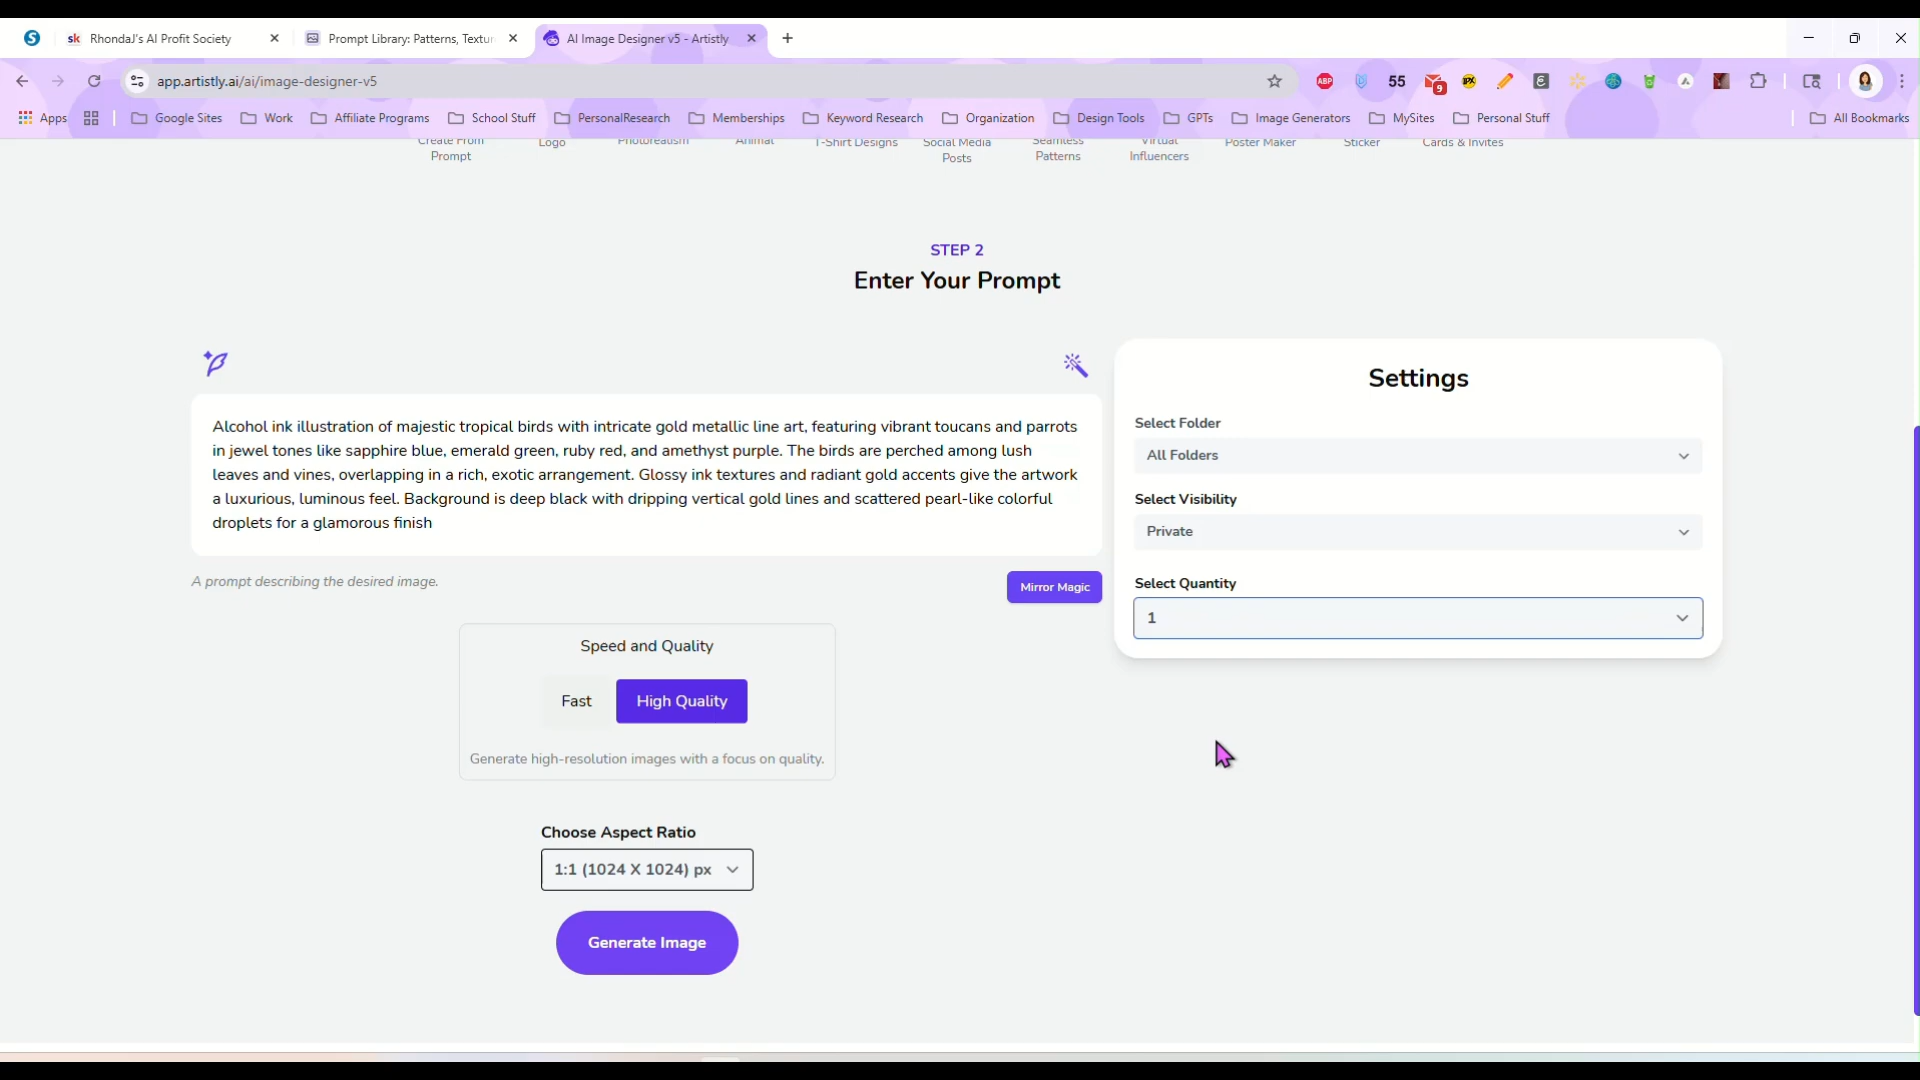 RhondaJ's AI Profit Society
Prompt Library: Patterns, Textur
AI Image Designer v5 - Artistly
app.artistly.ai/ai/image-designer-v5
ABP
55
9
Apps
Google Sites
Work
Affiliate Programs
School Stuff
PersonalResearch
Memberships
Keyword Research
Organization
Design Tools
GPTs
Image Generators
MySites
Personal Stuff
All Bookmarks
Create From
Prompt
Logo
Photorealism
Animal
T-Shirt Designs
Social Media
Posts
Seamless
Patterns
Virtual
Influencers
Poster Maker
Sticker
Cards & Invites
STEP 2
Enter Your Prompt
Alcohol ink illustration of majestic tropical birds with intricate gold metallic line art, featuring vibrant toucans and parrots
in jewel tones like sapphire blue, emerald green, ruby red, and amethyst purple. The birds are perched among lush
leaves and vines, overlapping in a rich, exotic arrangement. Glossy ink textures and radiant gold accents give the artwork
a luxurious, luminous feel. Background is deep black with dripping vertical gold lines and scattered pearl-like colorful
droplets for a glamorous finish
A prompt describing the desired image.
Mirror Magic
Speed and Quality
Fast
High Quality
Generate high-resolution images with a focus on quality.
Choose Aspect Ratio
1:1 (1024 X 1024) px
Generate Image
Settings
Select Folder
All Folders
Select Visibility
Private
Select Quantity
1